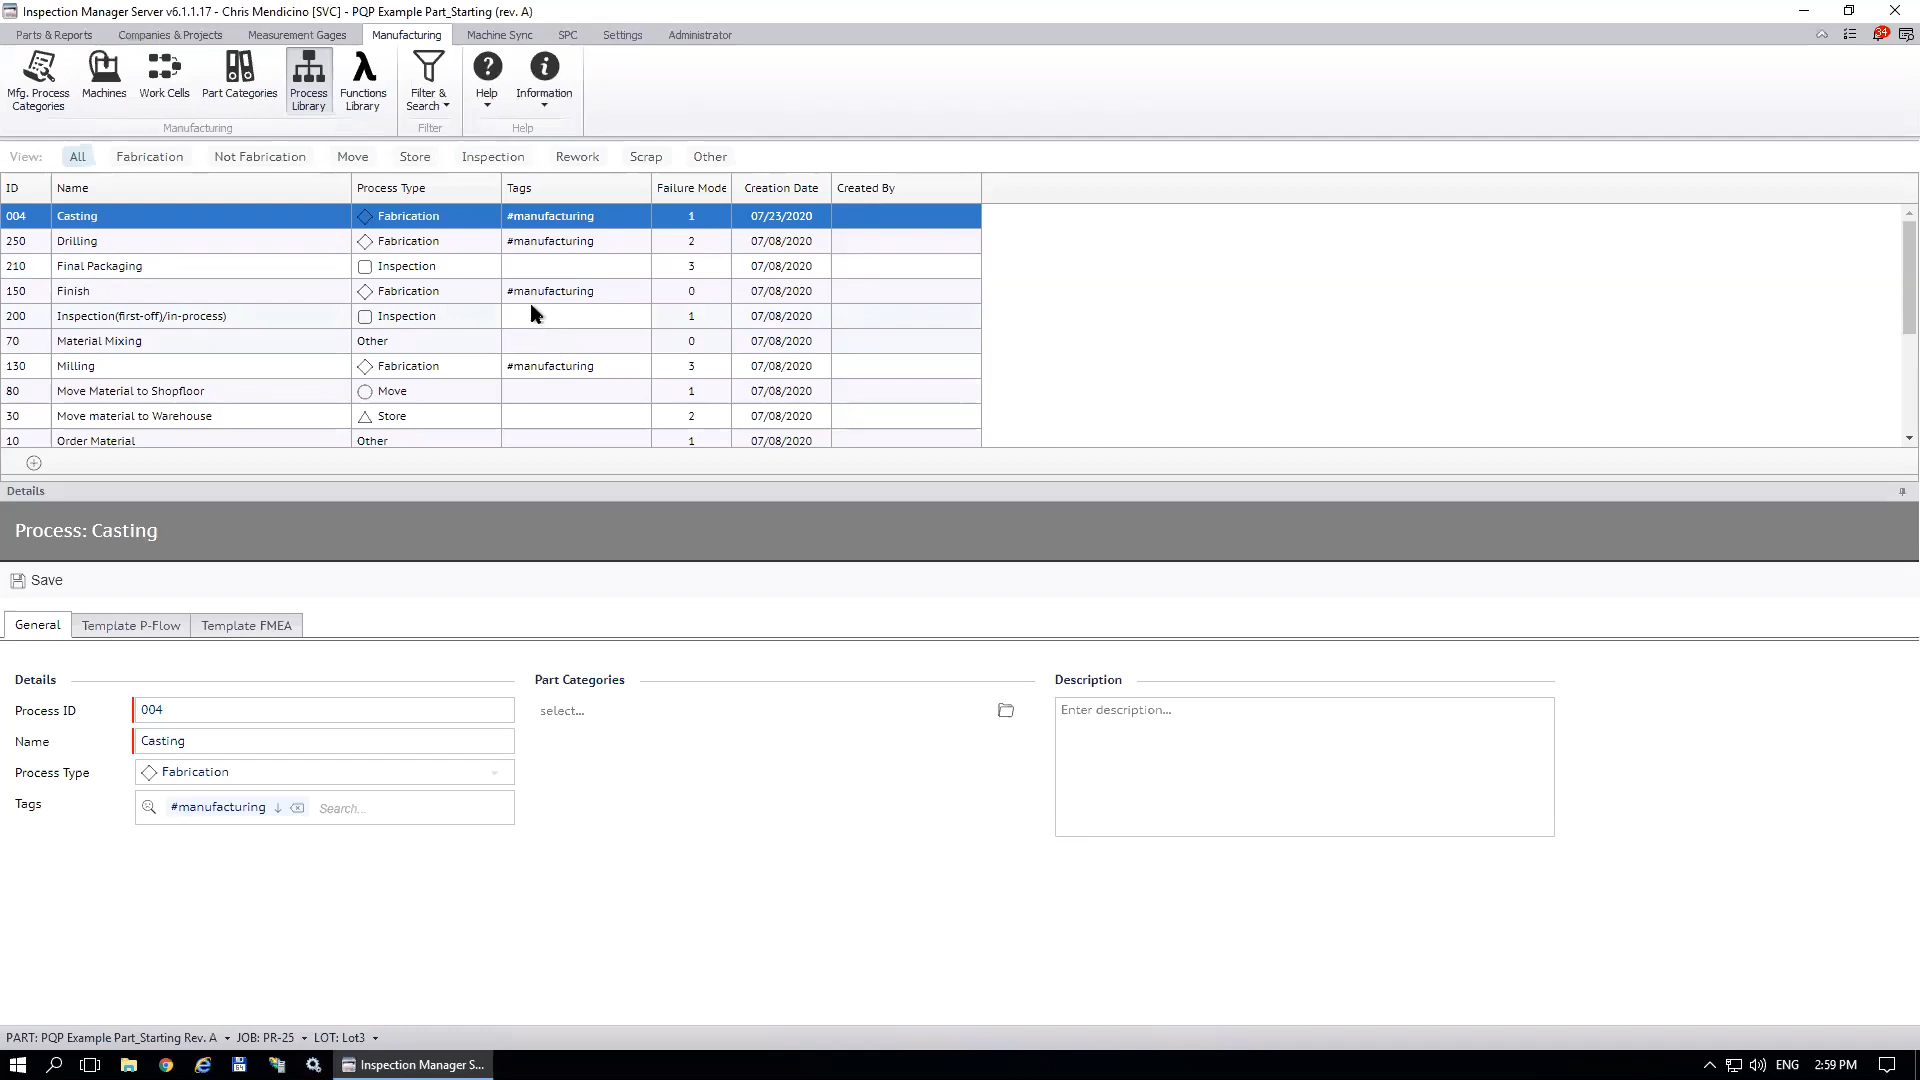 Inspection Manager Server v6.1.1.17 - Chris Mendicino [SVC] - PQP Example Part_Starting (rev. A)
Parts & Reports Companies & Projects Measurement Gages Manufacturing Machine Sync SPC Settings Administrator
34
Mfg. Process Categories Machines Work Cells Part Categories Process Library Functions Library Filter & Search Help Information
Manufacturing Filter Help
View: All Fabrication Not Fabrication Move Store Inspection Rework Scrap Other
ID Name Process Type Tags Failure Mode Creation Date Created By
004 Casting Fabrication #manufacturing 1 07/23/2020
250 Drilling Fabrication #manufacturing 2 07/08/2020
210 Final Packaging Inspection 3 07/08/2020
150 Finish Fabrication #manufacturing 0 07/08/2020
200 Inspection(first-off)/in-process) Inspection 1 07/08/2020
70 Material Mixing Other 0 07/08/2020
130 Milling Fabrication #manufacturing 3 07/08/2020
80 Move Material to Shopfloor Move 1 07/08/2020
30 Move material to Warehouse Store 2 07/08/2020
10 Order Material Other 1 07/08/2020
Details
Process: Casting
Save
General Template P-Flow Template FMEA
Details Part Categories Description
Process ID 004 select... Enter description...
Name Casting
Process Type Fabrication
Tags #manufacturing Search...
PART: PQP Example Part_Starting Rev. A JOB: PR-25 LOT: Lot3
Inspection Manager S... ENG 2:59 PM